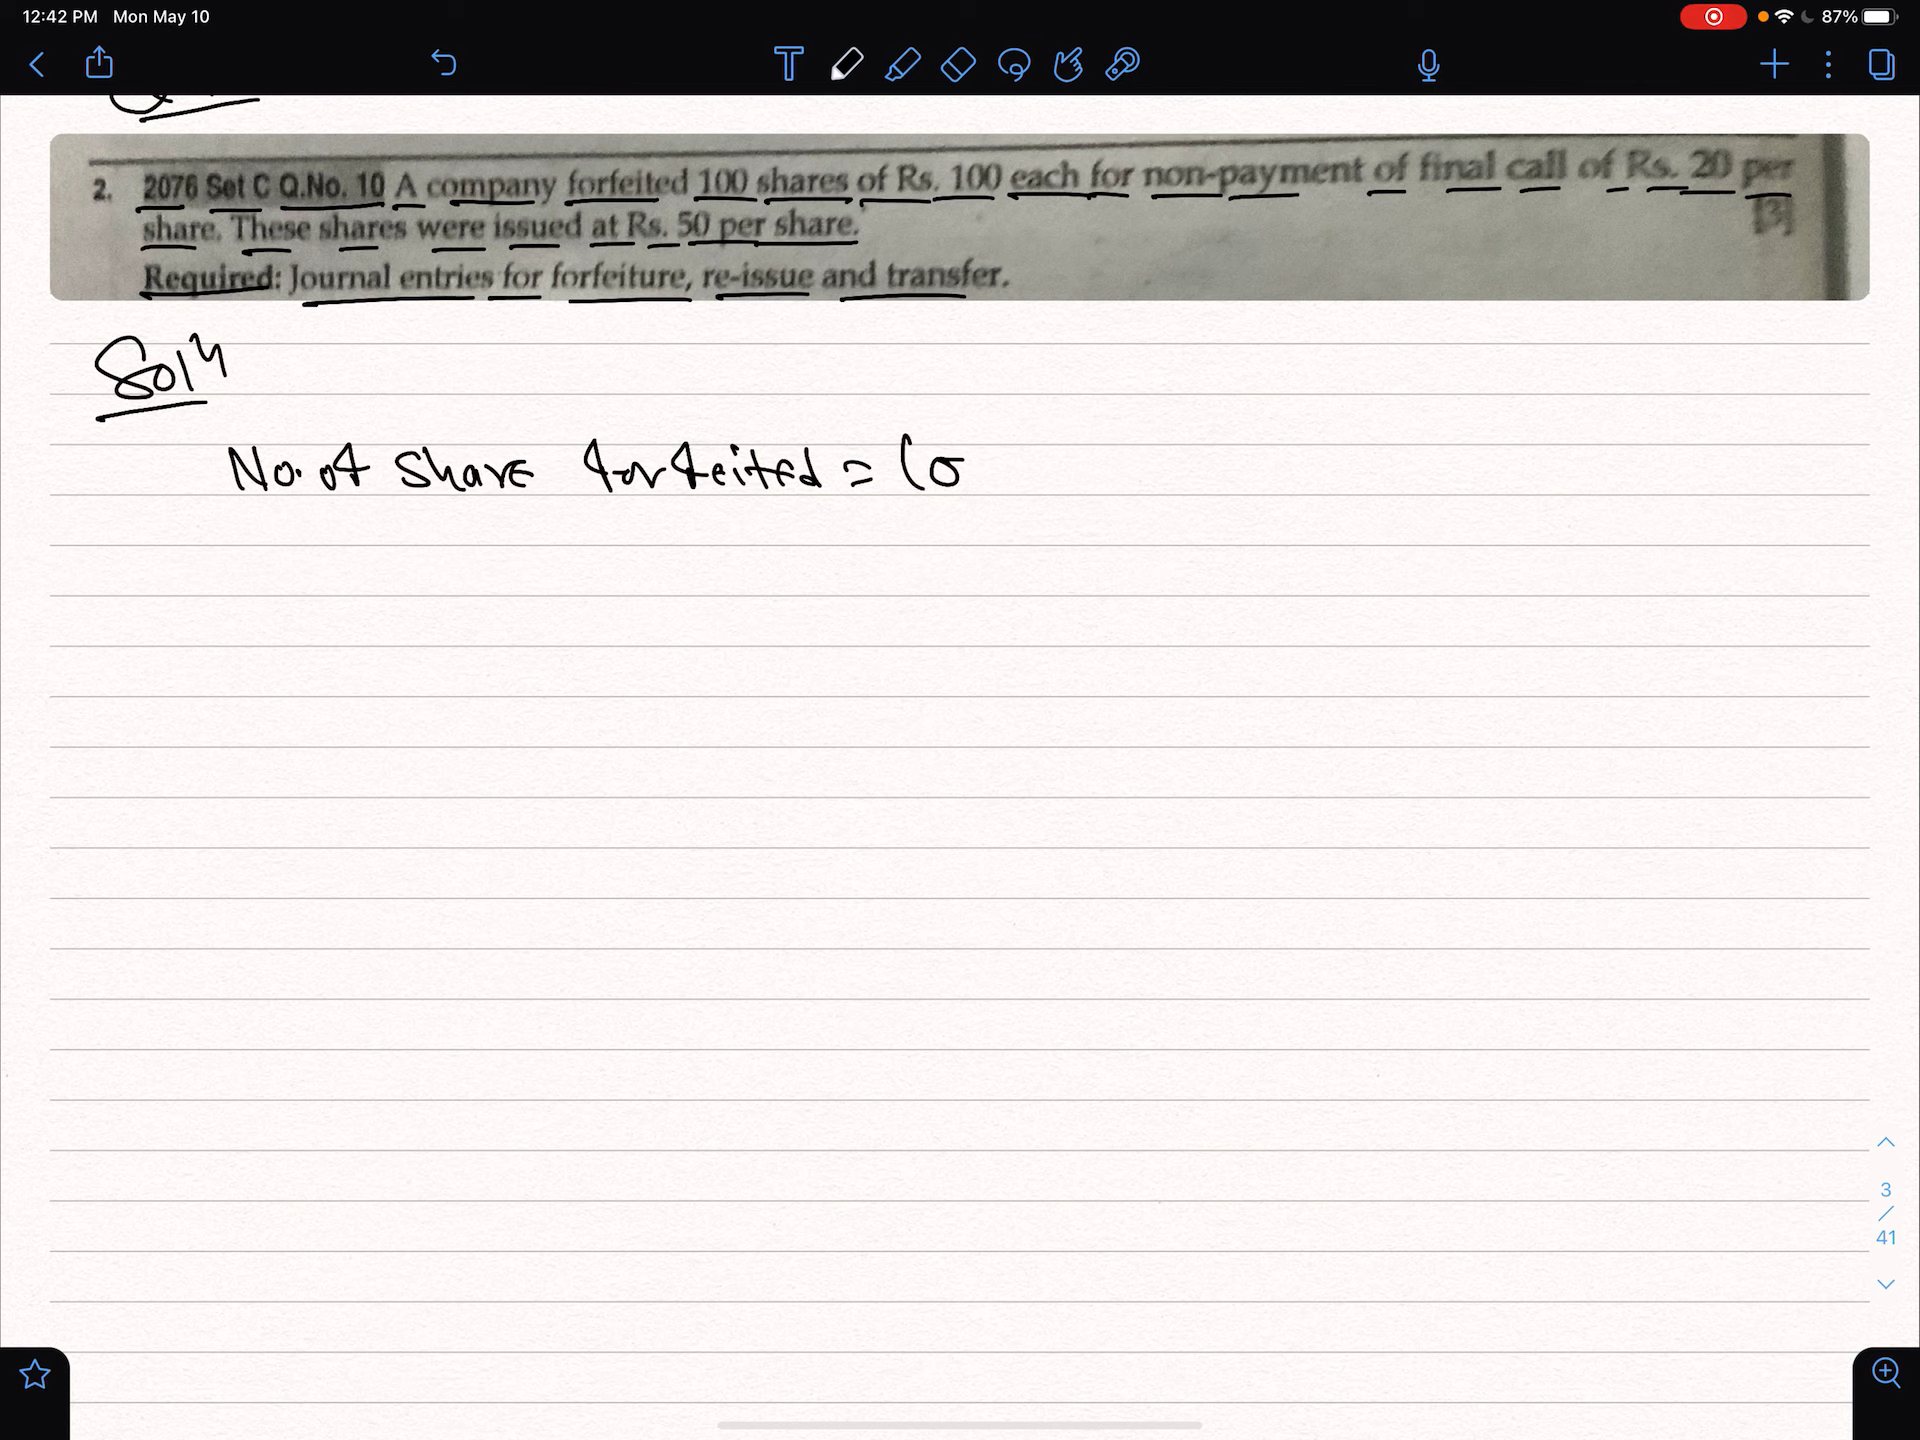 12:42 PM Mon May 10
87%
2. 2076 Set C Q.No. 10 A company forfeited 100 shares of Rs. 100 each for non-payment of final call of Rs. 20 per
share. These shares were issued at Rs. 50 per share. [3]
Required: Journal entries for forfeiture, re-issue and transfer.
Solⁿ
No. of share forfeited = 10
3
/
41